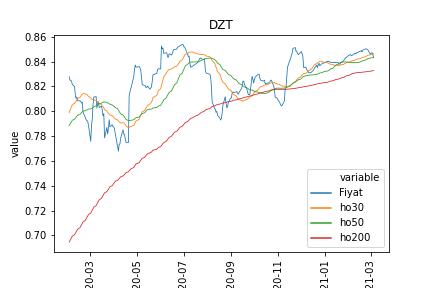 DZT
value
0.86
0.84
0.82
0.80
0.78
0.76
0.74
0.72
0.70
variable
Fiyat
ho30
ho50
ho200
20-03
20-05
20-07
20-09
20-11
21-01
21-03